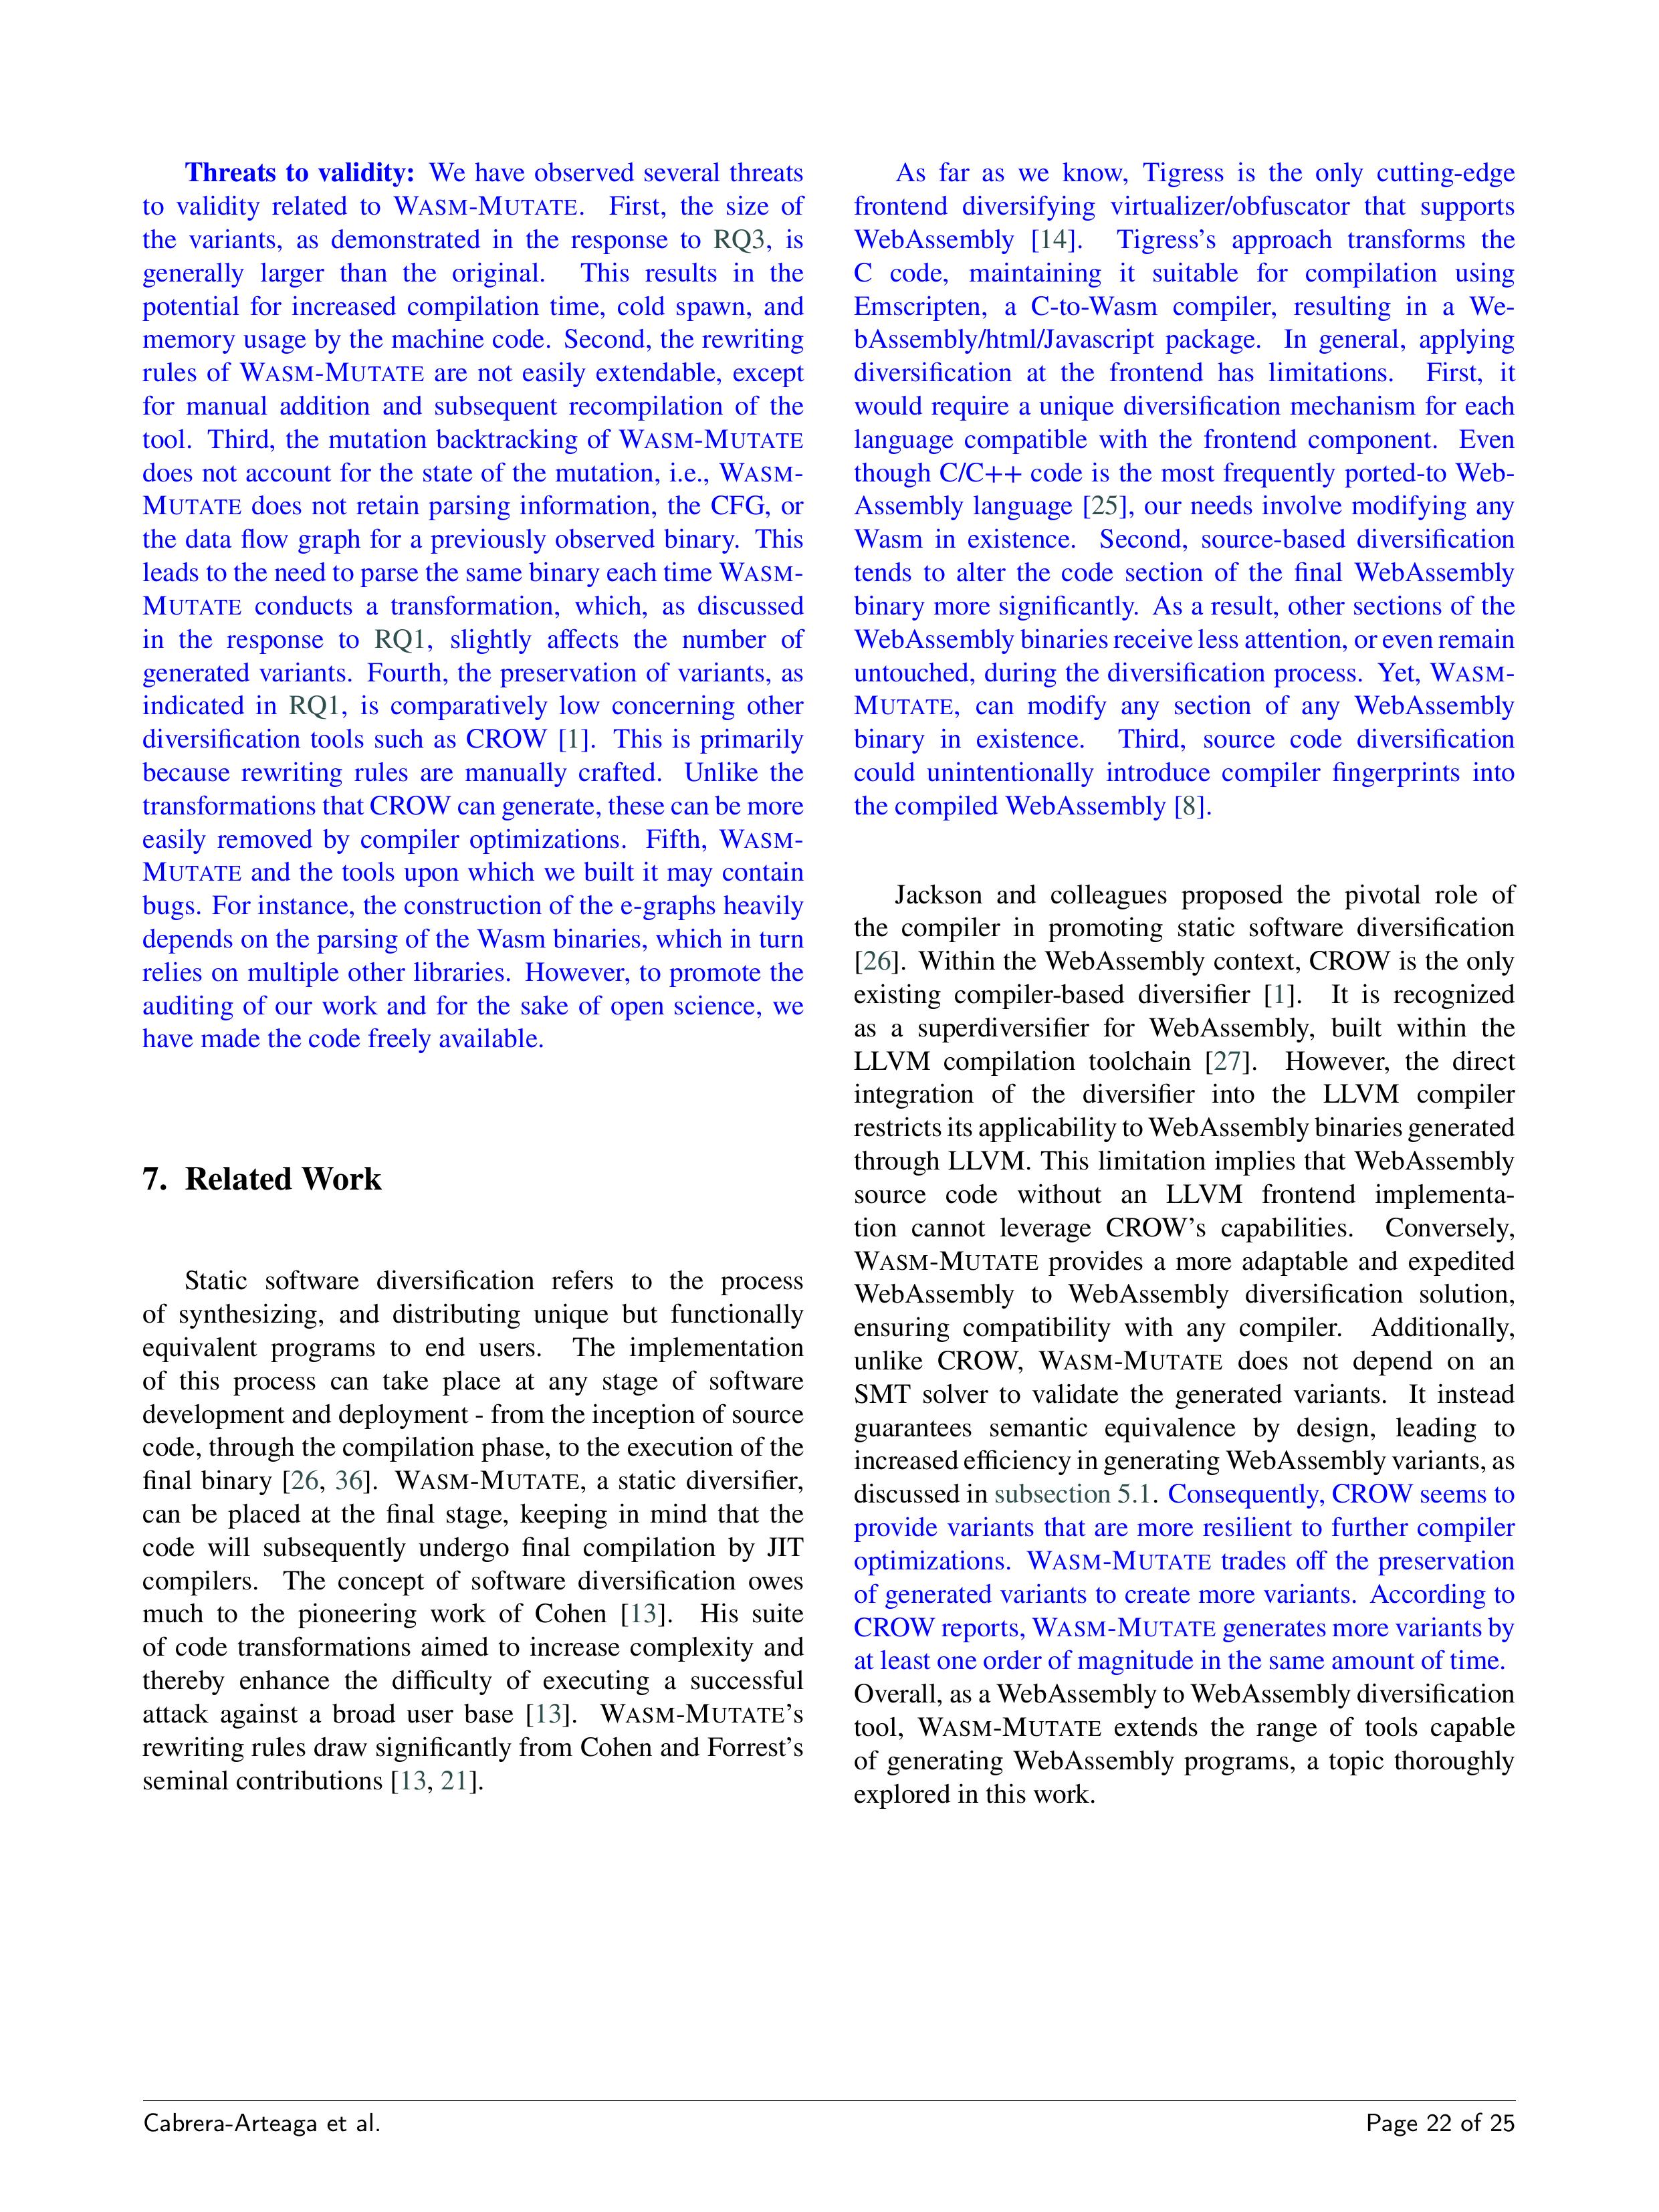 Threats to validity: We have observed several threats
to validity related to WASM-MUTATE. First, the size of
the variants, as demonstrated in the response to RQ3, is
generally larger than the original. This results in the
potential for increased compilation time, cold spawn, and
memory usage by the machine code. Second, the rewriting
rules of WASM-MUTATE are not easily extendable, except
for manual addition and subsequent recompilation of the
tool. Third, the mutation backtracking of WASM-MUTATE
does not account for the state of the mutation, i.e., WASM-
MUTATE does not retain parsing information, the CFG, or
the data flow graph for a previously observed binary. This
leads to the need to parse the same binary each time WASM-
MUTATE conducts a transformation, which, as discussed
in the response to RQ1, slightly affects the number of
generated variants. Fourth, the preservation of variants, as
indicated in RQ1, is comparatively low concerning other
diversification tools such as CROW [1]. This is primarily
because rewriting rules are manually crafted. Unlike the
transformations that CROW can generate, these can be more
easily removed by compiler optimizations. Fifth, WASM-
MUTATE and the tools upon which we built it may contain
bugs. For instance, the construction of the e-graphs heavily
depends on the parsing of the Wasm binaries, which in turn
relies on multiple other libraries. However, to promote the
auditing of our work and for the sake of open science, we
have made the code freely available.
7. Related Work
Static software diversification refers to the process
of synthesizing, and distributing unique but functionally
equivalent programs to end users. The implementation
of this process can take place at any stage of software
development and deployment - from the inception of source
code, through the compilation phase, to the execution of the
final binary [26, 36]. WASM-MUTATE, a static diversifier,
can be placed at the final stage, keeping in mind that the
code will subsequently undergo final compilation by JIT
compilers. The concept of software diversification owes
much to the pioneering work of Cohen [13]. His suite
of code transformations aimed to increase complexity and
thereby enhance the difficulty of executing a successful
attack against a broad user base [13]. WASM-MUTATE's
rewriting rules draw significantly from Cohen and Forrest's
seminal contributions [13, 21].
As far as we know, Tigress is the only cutting-edge
frontend diversifying virtualizer/obfuscator that supports
WebAssembly [14]. Tigress's approach transforms the
C code, maintaining it suitable for compilation using
Emscripten, a C-to-Wasm compiler, resulting in a We-
bAssembly/html/Javascript package. In general, applying
diversification at the frontend has limitations. First, it
would require a unique diversification mechanism for each
language compatible with the frontend component. Even
though C/C++ code is the most frequently ported-to Web-
Assembly language [25], our needs involve modifying any
Wasm in existence. Second, source-based diversification
tends to alter the code section of the final WebAssembly
binary more significantly. As a result, other sections of the
WebAssembly binaries receive less attention, or even remain
untouched, during the diversification process. Yet, WASM-
MUTATE, can modify any section of any WebAssembly
binary in existence. Third, source code diversification
could unintentionally introduce compiler fingerprints into
the compiled WebAssembly [8].
Jackson and colleagues proposed the pivotal role of
the compiler in promoting static software diversification
[26]. Within the WebAssembly context, CROW is the only
existing compiler-based diversifier [1]. It is recognized
as a superdiversifier for WebAssembly, built within the
LLVM compilation toolchain [27]. However, the direct
integration of the diversifier into the LLVM compiler
restricts its applicability to WebAssembly binaries generated
through LLVM. This limitation implies that WebAssembly
source code without an LLVM frontend implementa-
tion cannot leverage CROW's capabilities. Conversely,
WASM-MUTATE provides a more adaptable and expedited
WebAssembly to WebAssembly diversification solution,
ensuring compatibility with any compiler. Additionally,
unlike CROW, WASM-MUTATE does not depend on an
SMT solver to validate the generated variants. It instead
guarantees semantic equivalence by design, leading to
increased efficiency in generating WebAssembly variants, as
discussed in subsection 5.1. Consequently, CROW seems to
provide variants that are more resilient to further compiler
optimizations. WASM-MUTATE trades off the preservation
of generated variants to create more variants. According to
CROW reports, WASM-MUTATE generates more variants by
at least one order of magnitude in the same amount of time.
Overall, as a WebAssembly to WebAssembly diversification
tool, WASM-MUTATE extends the range of tools capable
of generating WebAssembly programs, a topic thoroughly
explored in this work.
Cabrera-Arteaga et al.
Page 22 of 25